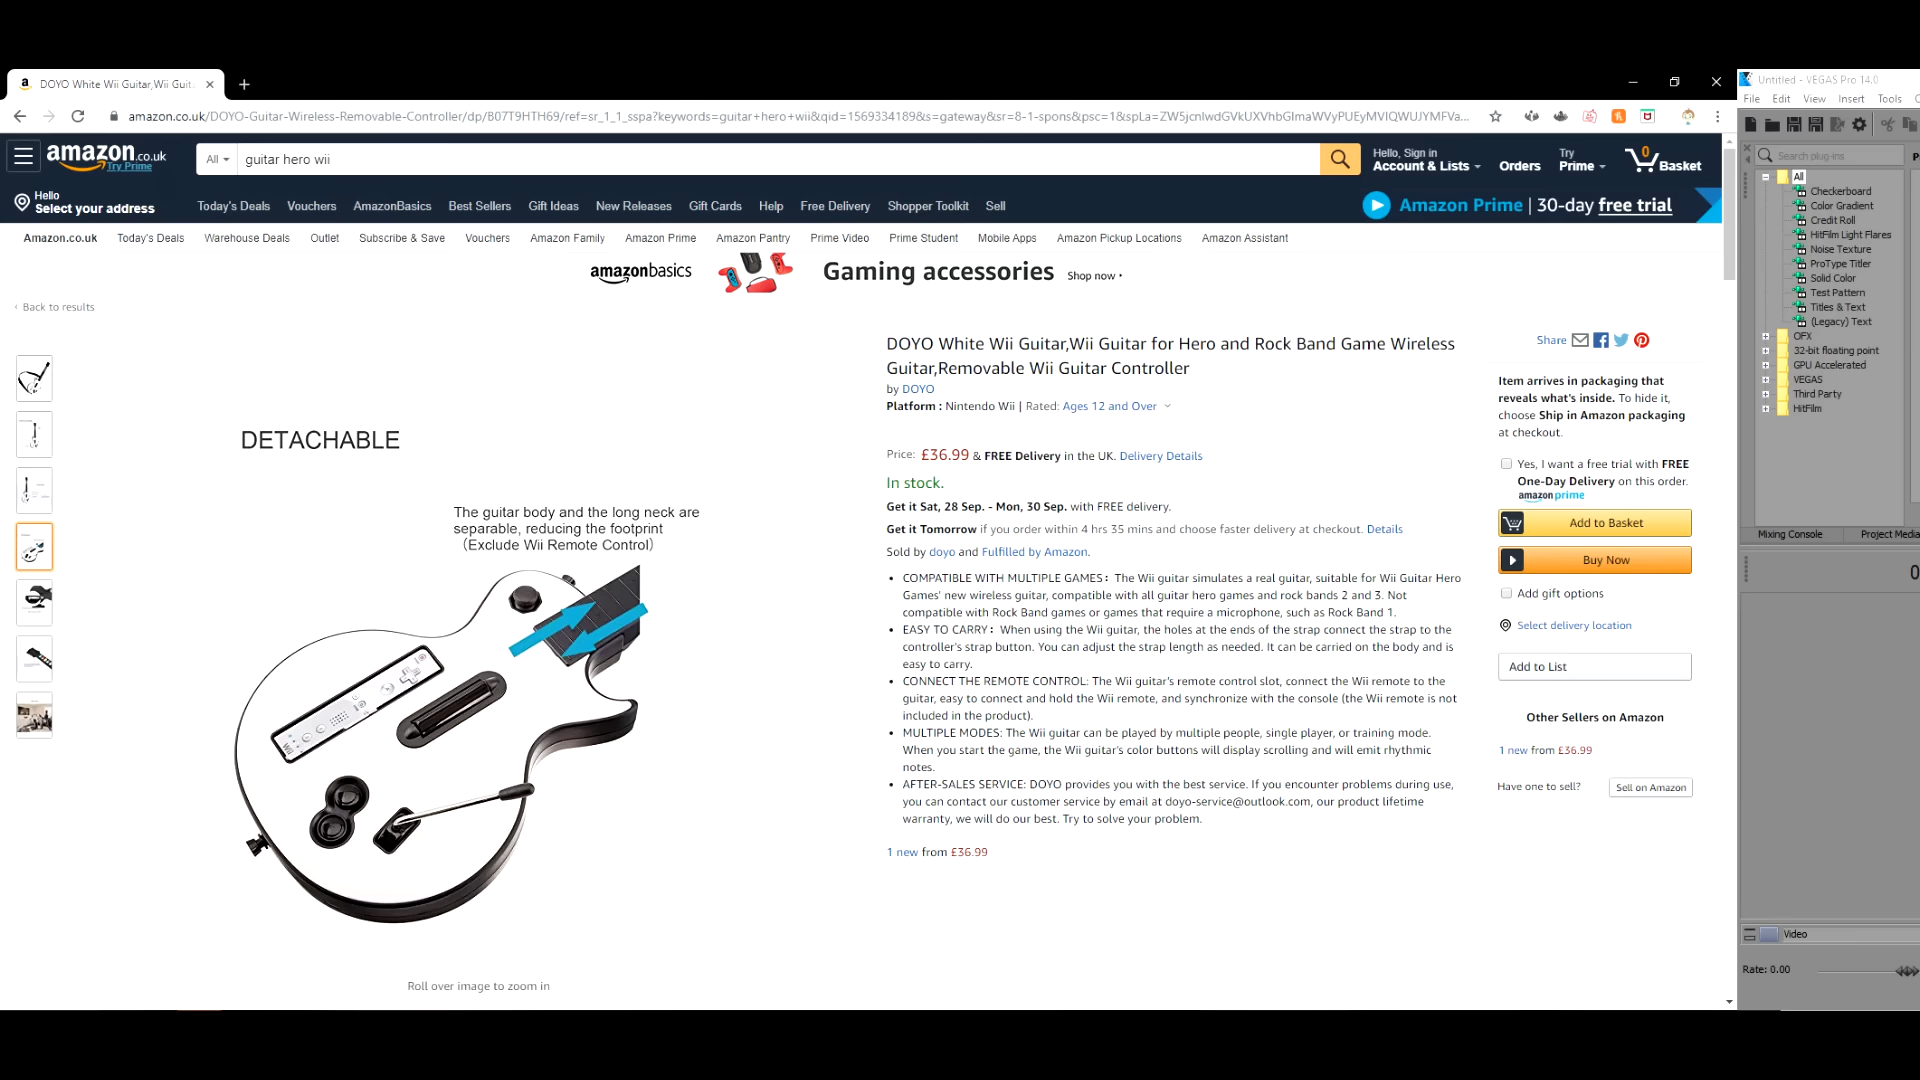 DOYO White Wii Guitar,Wii Guit
Untitled - VEGAS Pro 14.0
amazon.co.uk/DOYO-Guitar-Wireless-Removable-Controller/dp/B07T9HTH69/ref=sr_1_1_sspa?keywords=guitar+hero+wii&qid=1569334189&s=gateway&sr=8-1-spons&psc=1&spLa=ZW5jcnlwdGVkUXVhbGlmaWVyPUEyMVlQWUJYMFVa...
File Edit View Insert Tools
amazon.co.uk
Try Prime
All
guitar hero wii
Hello, Sign in
Account & Lists
Orders
Try
Prime
0
Basket
Hello
Select your address
Today's Deals Vouchers AmazonBasics Best Sellers Gift Ideas New Releases Gift Cards Help Free Delivery Shopper Toolkit Sell
Amazon Prime | 30-day free trial
Amazon.co.uk Today's Deals Warehouse Deals Outlet Subscribe & Save Vouchers Amazon Family Amazon Prime Amazon Pantry Prime Video Prime Student Mobile Apps Amazon Pickup Locations Amazon Assistant
amazonbasics
Gaming accessories Shop now
Back to results
DETACHABLE
The guitar body and the long neck are
separable, reducing the footprint
(Exclude Wii Remote Control)
Wii
Roll over image to zoom in
DOYO White Wii Guitar,Wii Guitar for Hero and Rock Band Game Wireless
Guitar,Removable Wii Guitar Controller
by DOYO
Platform : Nintendo Wii | Rated: Ages 12 and Over
Price: £36.99 & FREE Delivery in the UK. Delivery Details
In stock.
Get it Sat, 28 Sep. - Mon, 30 Sep. with FREE delivery.
Get it Tomorrow if you order within 4 hrs 35 mins and choose faster delivery at checkout. Details
Sold by doyo and Fulfilled by Amazon.
• COMPATIBLE WITH MULTIPLE GAMES: The Wii guitar simulates a real guitar, suitable for Wii Guitar Hero
Games' new wireless guitar, compatible with all guitar hero games and rock bands 2 and 3. Not
compatible with Rock Band games or games that require a microphone, such as Rock Band 1.
• EASY TO CARRY: When using the Wii guitar, the holes at the ends of the strap connect the strap to the
controller's strap button. You can adjust the strap length as needed. It can be carried on the body and is
easy to carry.
• CONNECT THE REMOTE CONTROL: The Wii guitar's remote control slot, connect the Wii remote to the
guitar, easy to connect and hold the Wii remote, and synchronize with the console (the Wii remote is not
included in the product).
• MULTIPLE MODES: The Wii guitar can be played by multiple people, single player, or training mode.
When you start the game, the Wii guitar's color buttons will display scrolling and will emit rhythmic
notes.
• AFTER-SALES SERVICE: DOYO provides you with the best service. If you encounter problems during use,
you can contact our customer service by email at doyo-service@outlook.com, our product lifetime
warranty, we will do our best. Try to solve your problem.
1 new from £36.99
Share
Item arrives in packaging that
reveals what's inside. To hide it,
choose Ship in Amazon packaging
at checkout.
Yes, I want a free trial with FREE
One-Day Delivery on this order.
amazon prime
Add to Basket
Buy Now
Add gift options
Select delivery location
Add to List
Other Sellers on Amazon
1 new from £36.99
Have one to sell?
Sell on Amazon
Search plug-ins
All
Checkerboard
Color Gradient
Credit Roll
HitFilm Light Flares
Noise Texture
ProType Titler
Solid Color
Test Pattern
Titles & Text
(Legacy) Text
OFX
32-bit floating point
GPU Accelerated
VEGAS
Third Party
HitFilm
Mixing Console
Project Media
Video
Rate: 0.00